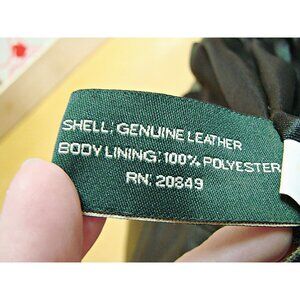 SHELL: GENUINE LEATHER
BODY LINING: 100% POLYESTER
RN: 20849